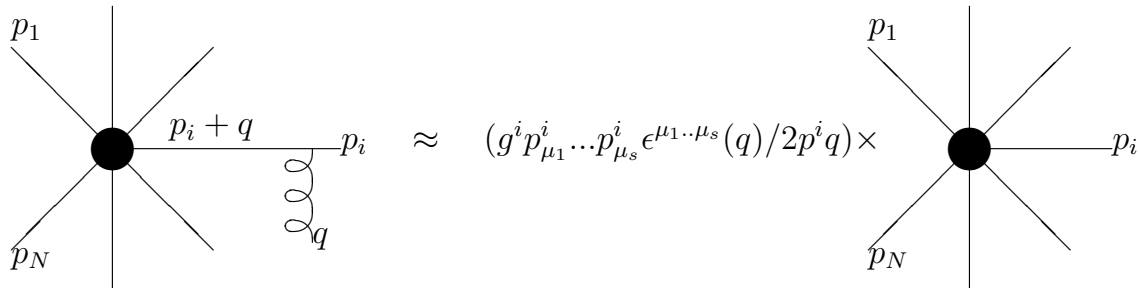 p_1 p_1
p_i + q p_i ≈ (g^i p^i_{μ_1}...p^i_{μ_s} ϵ^{μ_1..μ_s}(q)/2p^i q)× p_i
q
p_N p_N